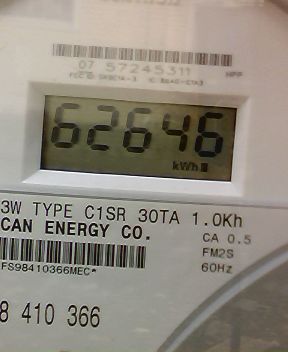 07 57245311 HPP
62646
kWh
3W TYPE C1SR 30TA 1.0Kh
CAN ENERGY CO. CA 0.5
FM2S
*FS98410366MEC*
60Hz
8 410 366